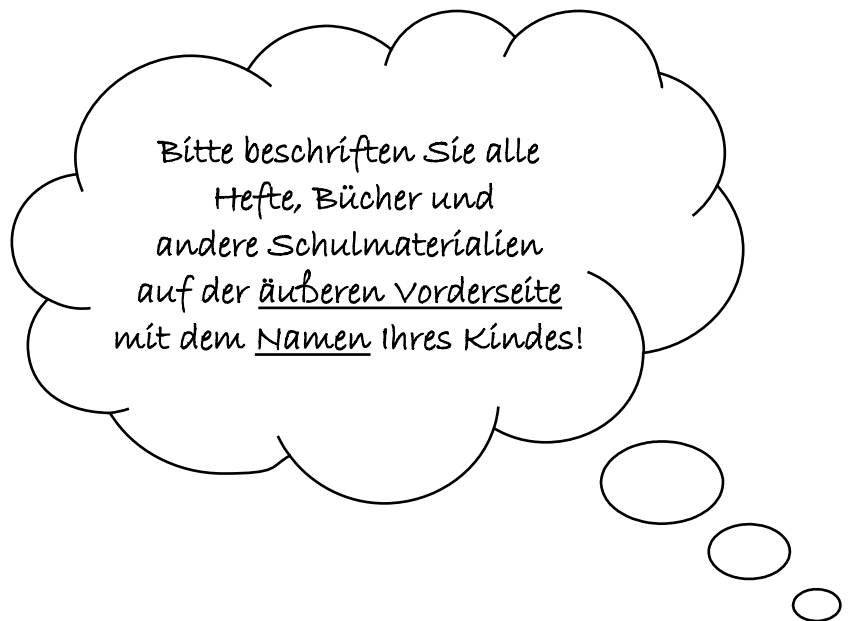 Bitte beschriften Sie alle
Hefte, Bücher und
andere Schulmaterialien
auf der äußeren Vorderseite
mit dem Namen Ihres Kindes!